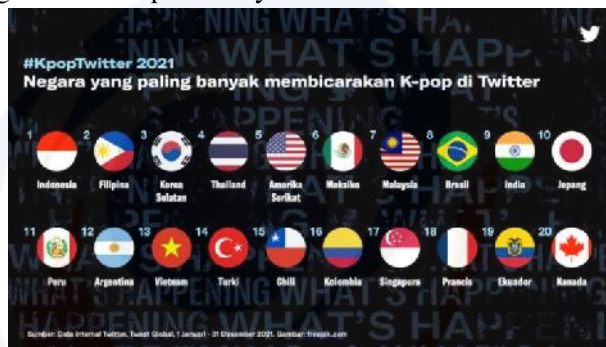 #KpopTwitter 2021
Negara yang paling banyak membicarakan K-pop di Twitter
1 2 3 4 5 6 7 8 9 10
Indonesia Filipina Korea Selatan Thailand Amerika Serikat Meksiko Malaysia Brasil India Jepang
11 12 13 14 15 16 17 18 19 20
Peru Argentina Vietnam Turki Chili Kolombia Singapura Prancis Ekuador Kanada
Sumber: Data Internal Twitter, Tweet Global, 1 Januari - 31 Desember 2021. Gambar: freepik.com